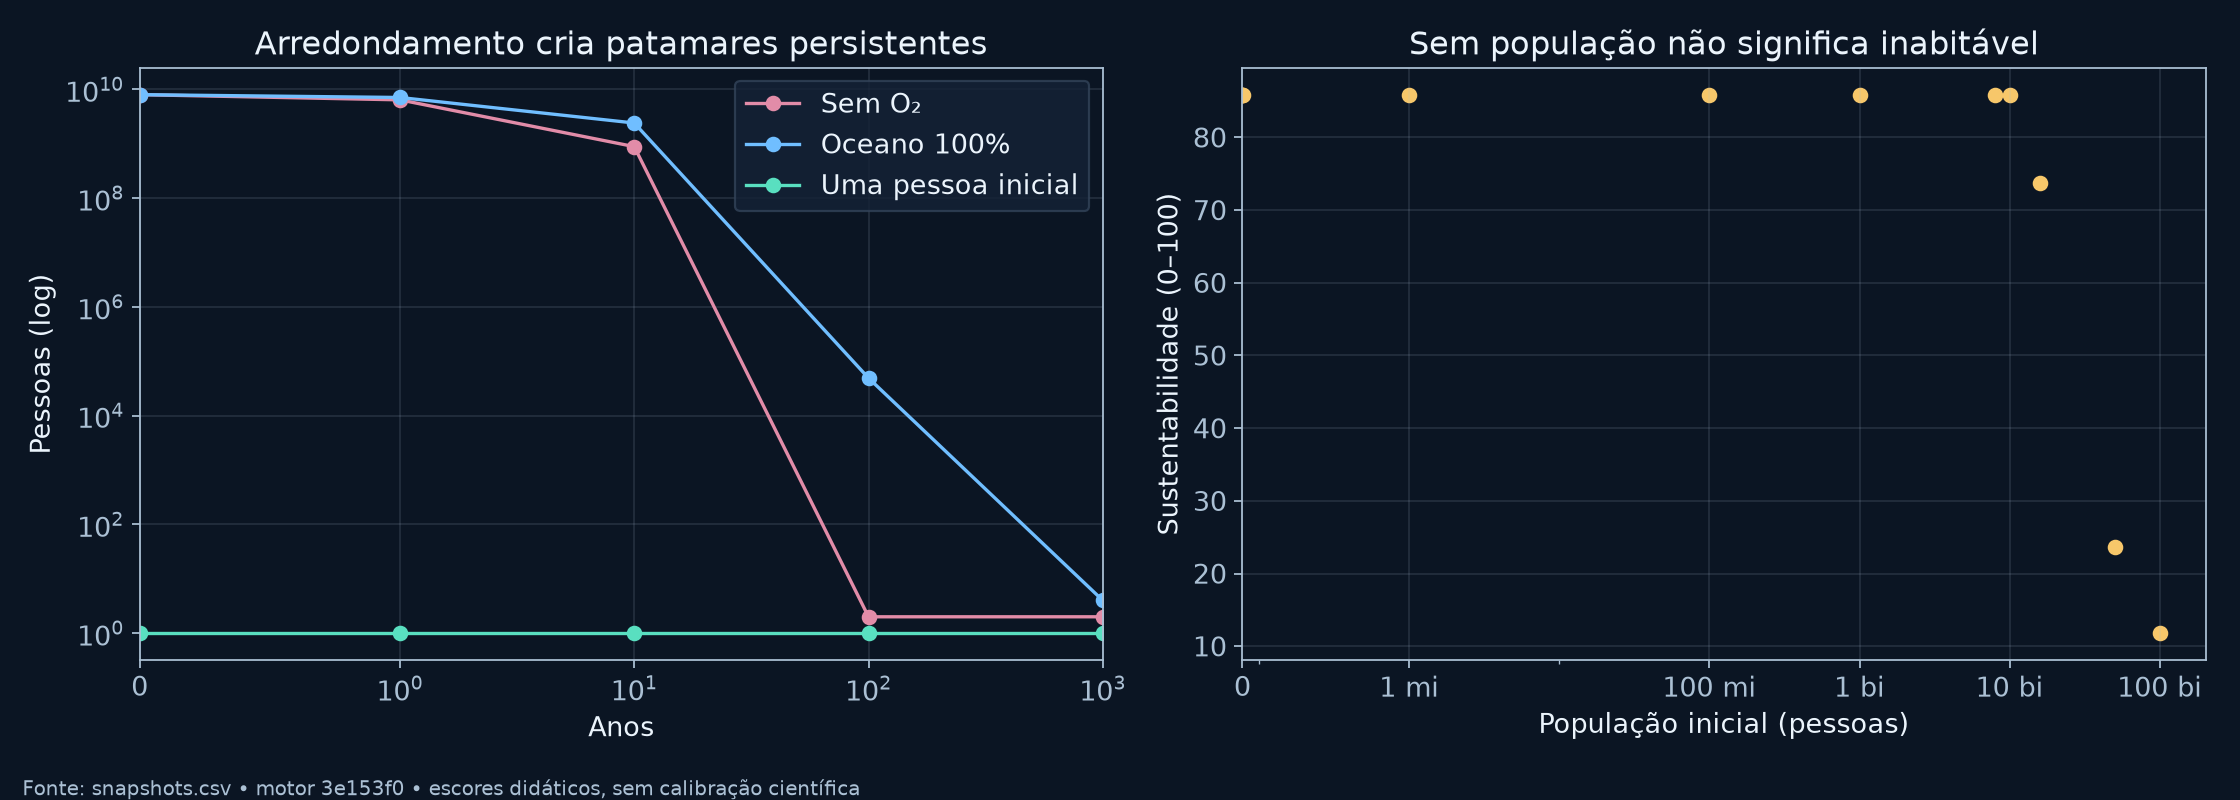 Arredondamento cria patamares persistentes
Pessoas (log)
10¹⁰
10⁸
10⁶
10⁴
10²
10⁰
Sem O₂
Oceano 100%
Uma pessoa inicial
0
10⁰
10¹
10²
10³
Anos
Sem população não significa inabitável
Sustentabilidade (0–100)
80
70
60
50
40
30
20
10
0
1 mi
100 mi
1 bi
10 bi
100 bi
População inicial (pessoas)
Fonte: snapshots.csv • motor 3e153f0 • escores didáticos, sem calibração científica